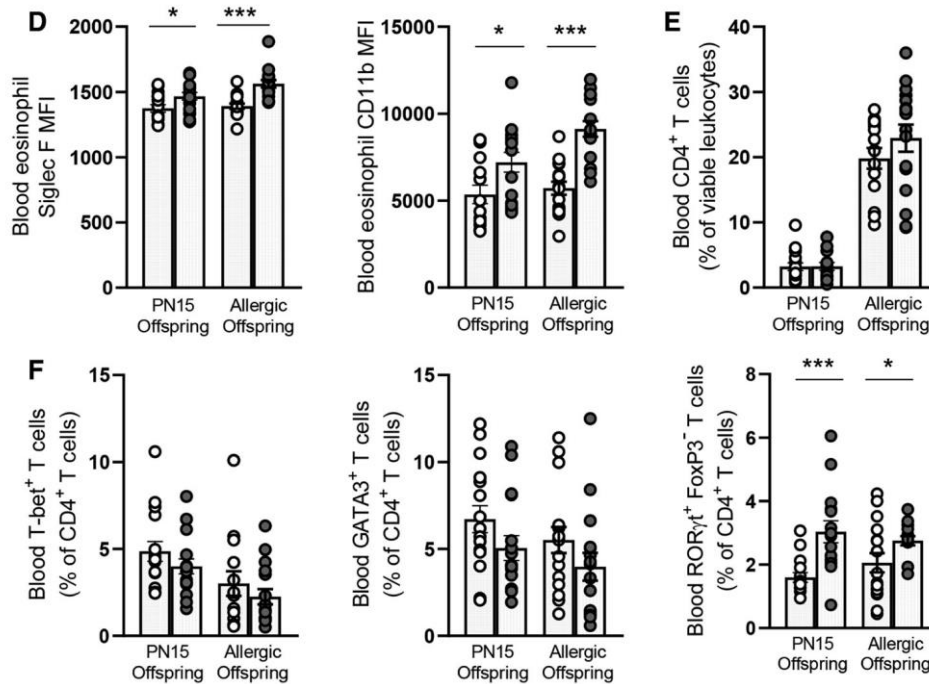 D
Blood eosinophil
Siglec F MFI
2000
1500
1000
500
0
*
***
PN15
Offspring
Allergic
Offspring
Blood eosinophil CD11b MFI
15000
10000
5000
0
*
***
PN15
Offspring
Allergic
Offspring
E
Blood CD4+ T cells
(% of viable leukocytes)
40
30
20
10
0
PN15
Offspring
Allergic
Offspring
F
Blood T-bet+ T cells
(% of CD4+ T cells)
15
10
5
0
PN15
Offspring
Allergic
Offspring
Blood GATA3+ T cells
(% of CD4+ T cells)
15
10
5
0
PN15
Offspring
Allergic
Offspring
Blood RORγt+ FoxP3- T cells
(% of CD4+ T cells)
8
6
4
2
0
***
*
PN15
Offspring
Allergic
Offspring